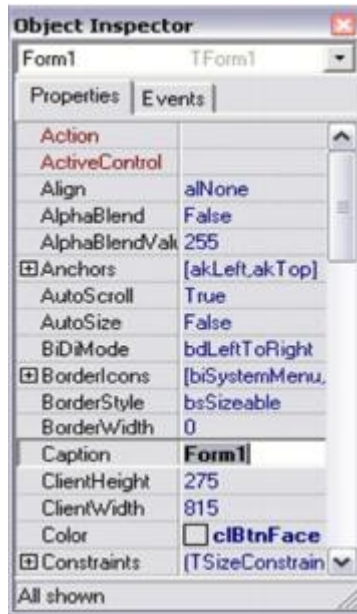 Object Inspector
Form1 TForm1
Properties Events
Action
ActiveControl
Align alNone
AlphaBlend False
AlphaBlendValu 255
Anchors [akLeft,akTop]
AutoScroll True
AutoSize False
BiDiMode bdLeftToRight
BorderIcons [biSystemMenu,
BorderStyle bsSizeable
BorderWidth 0
Caption Form1
ClientHeight 275
ClientWidth 815
Color clBtnFace
Constraints (TSizeConstrain
All shown